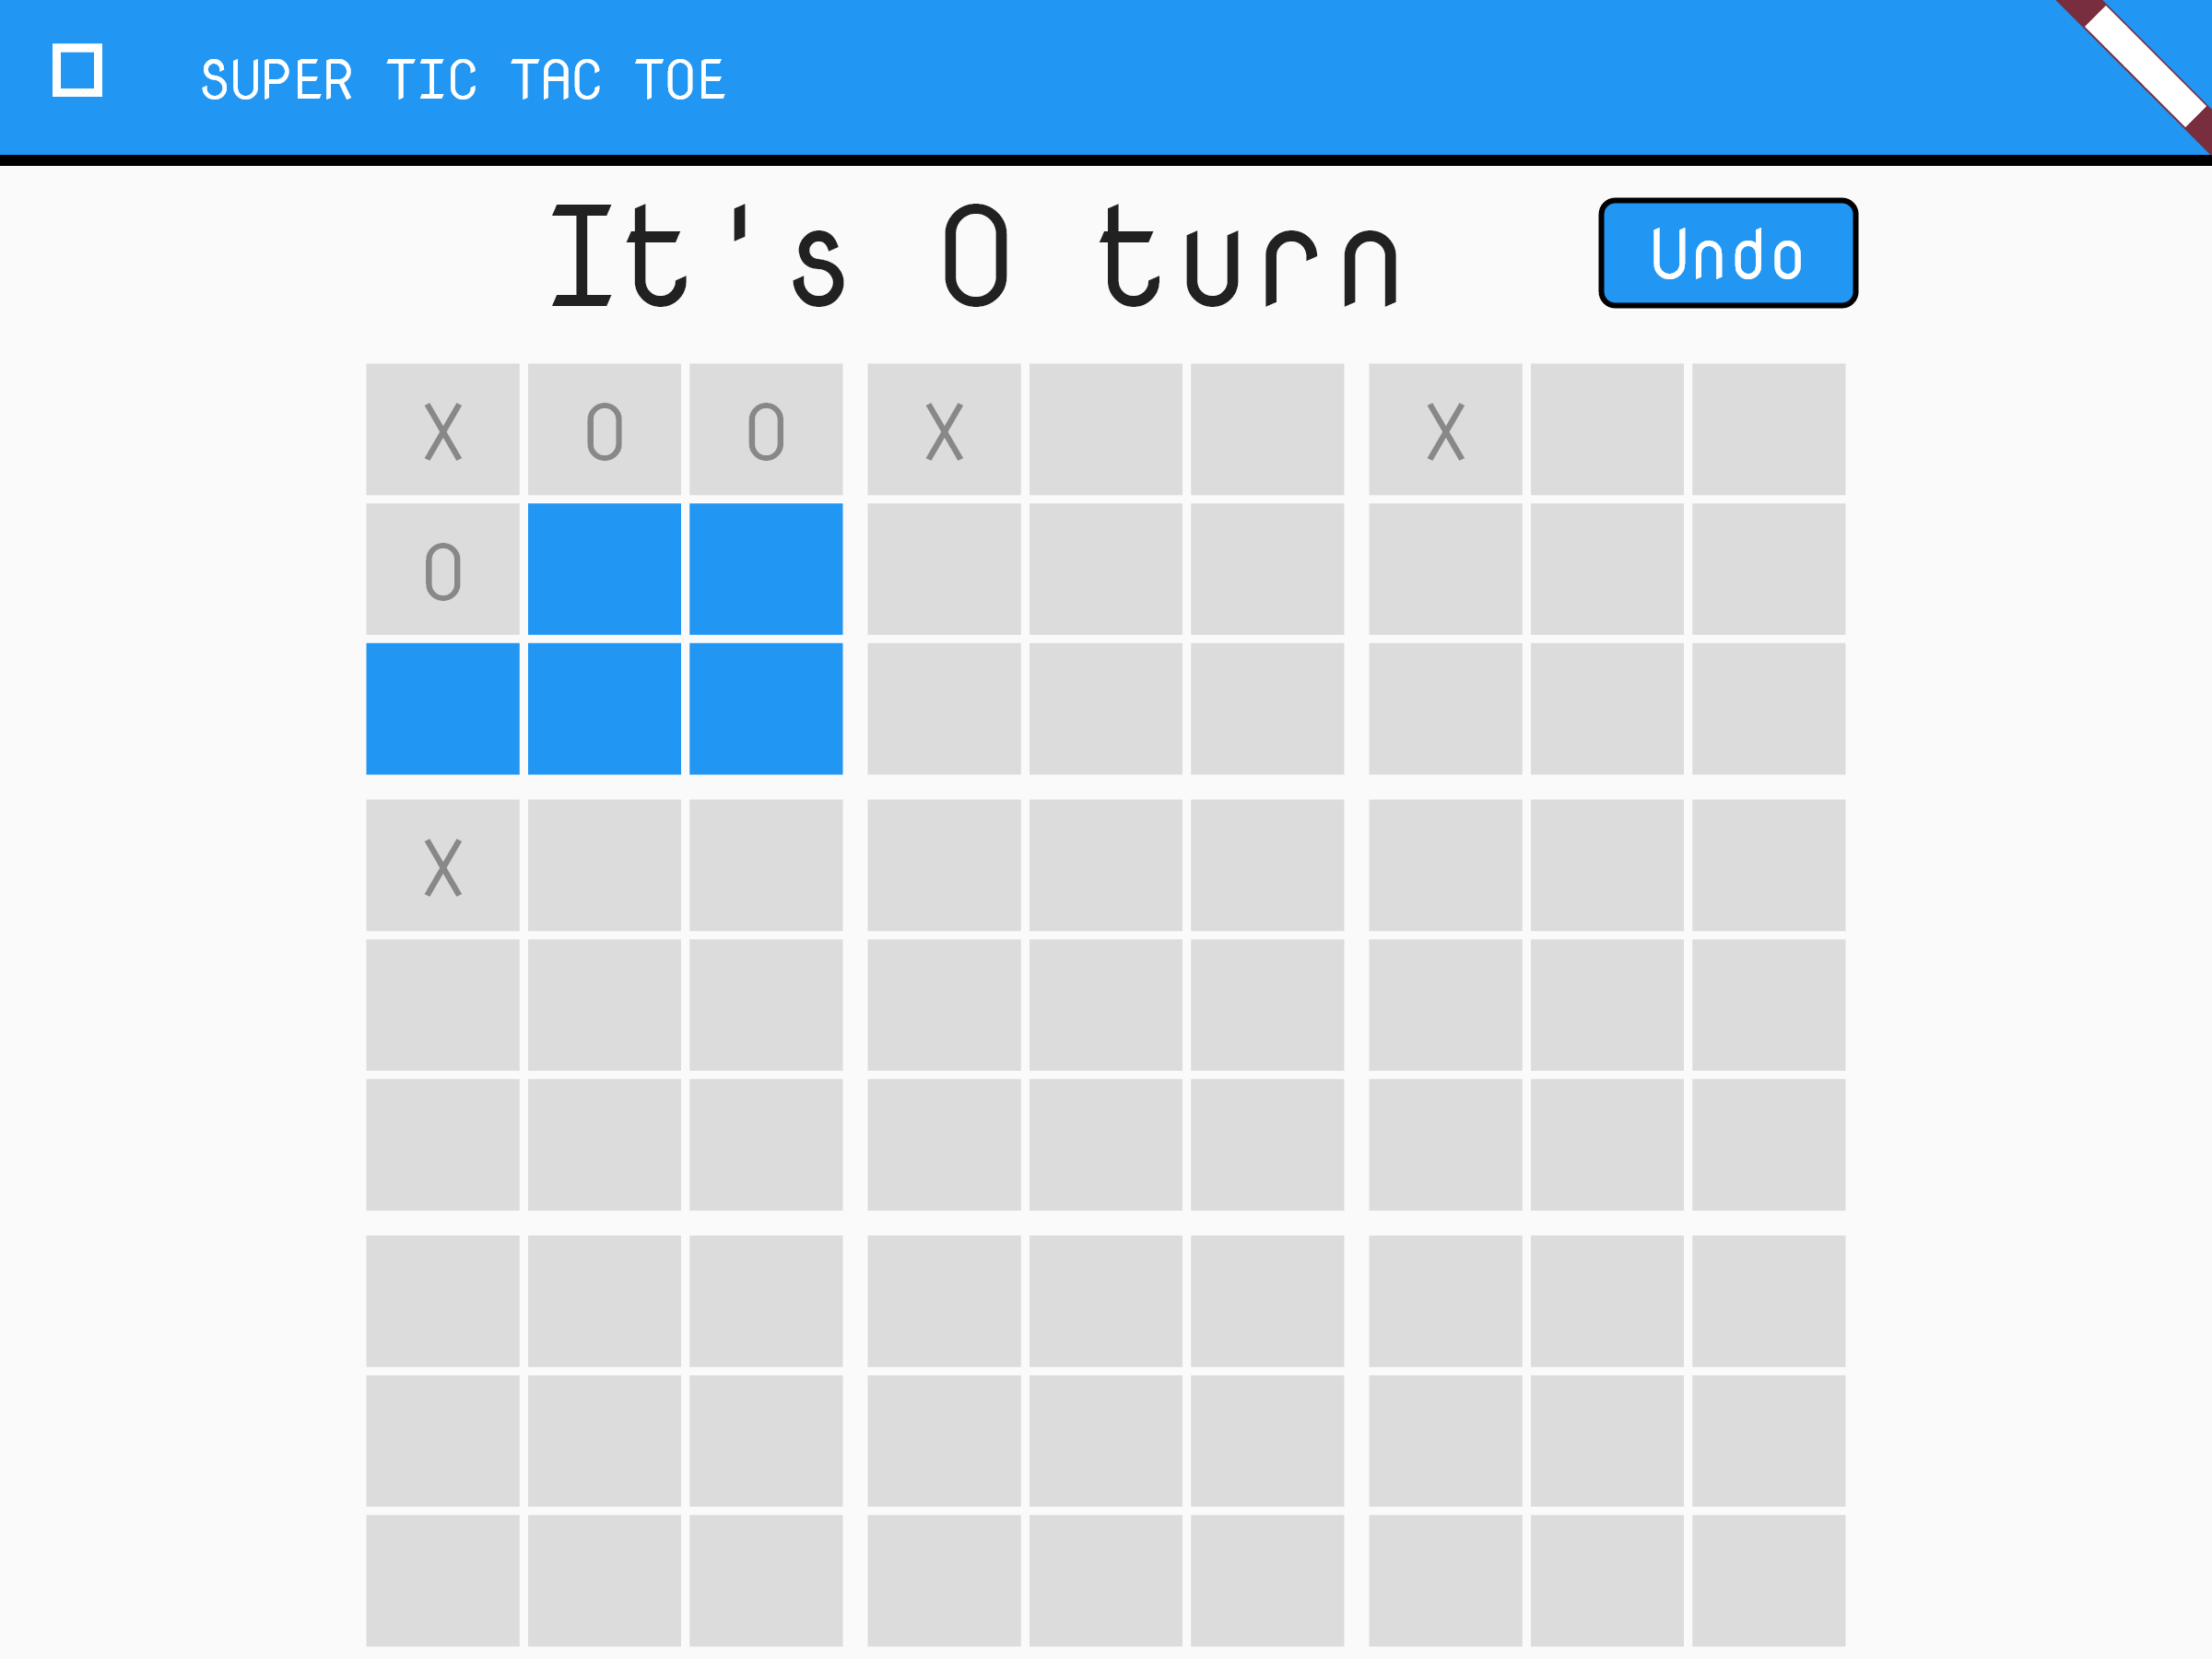 SUPER TIC TAC TOE
It's O turn
Undo
X O O X X
O
X